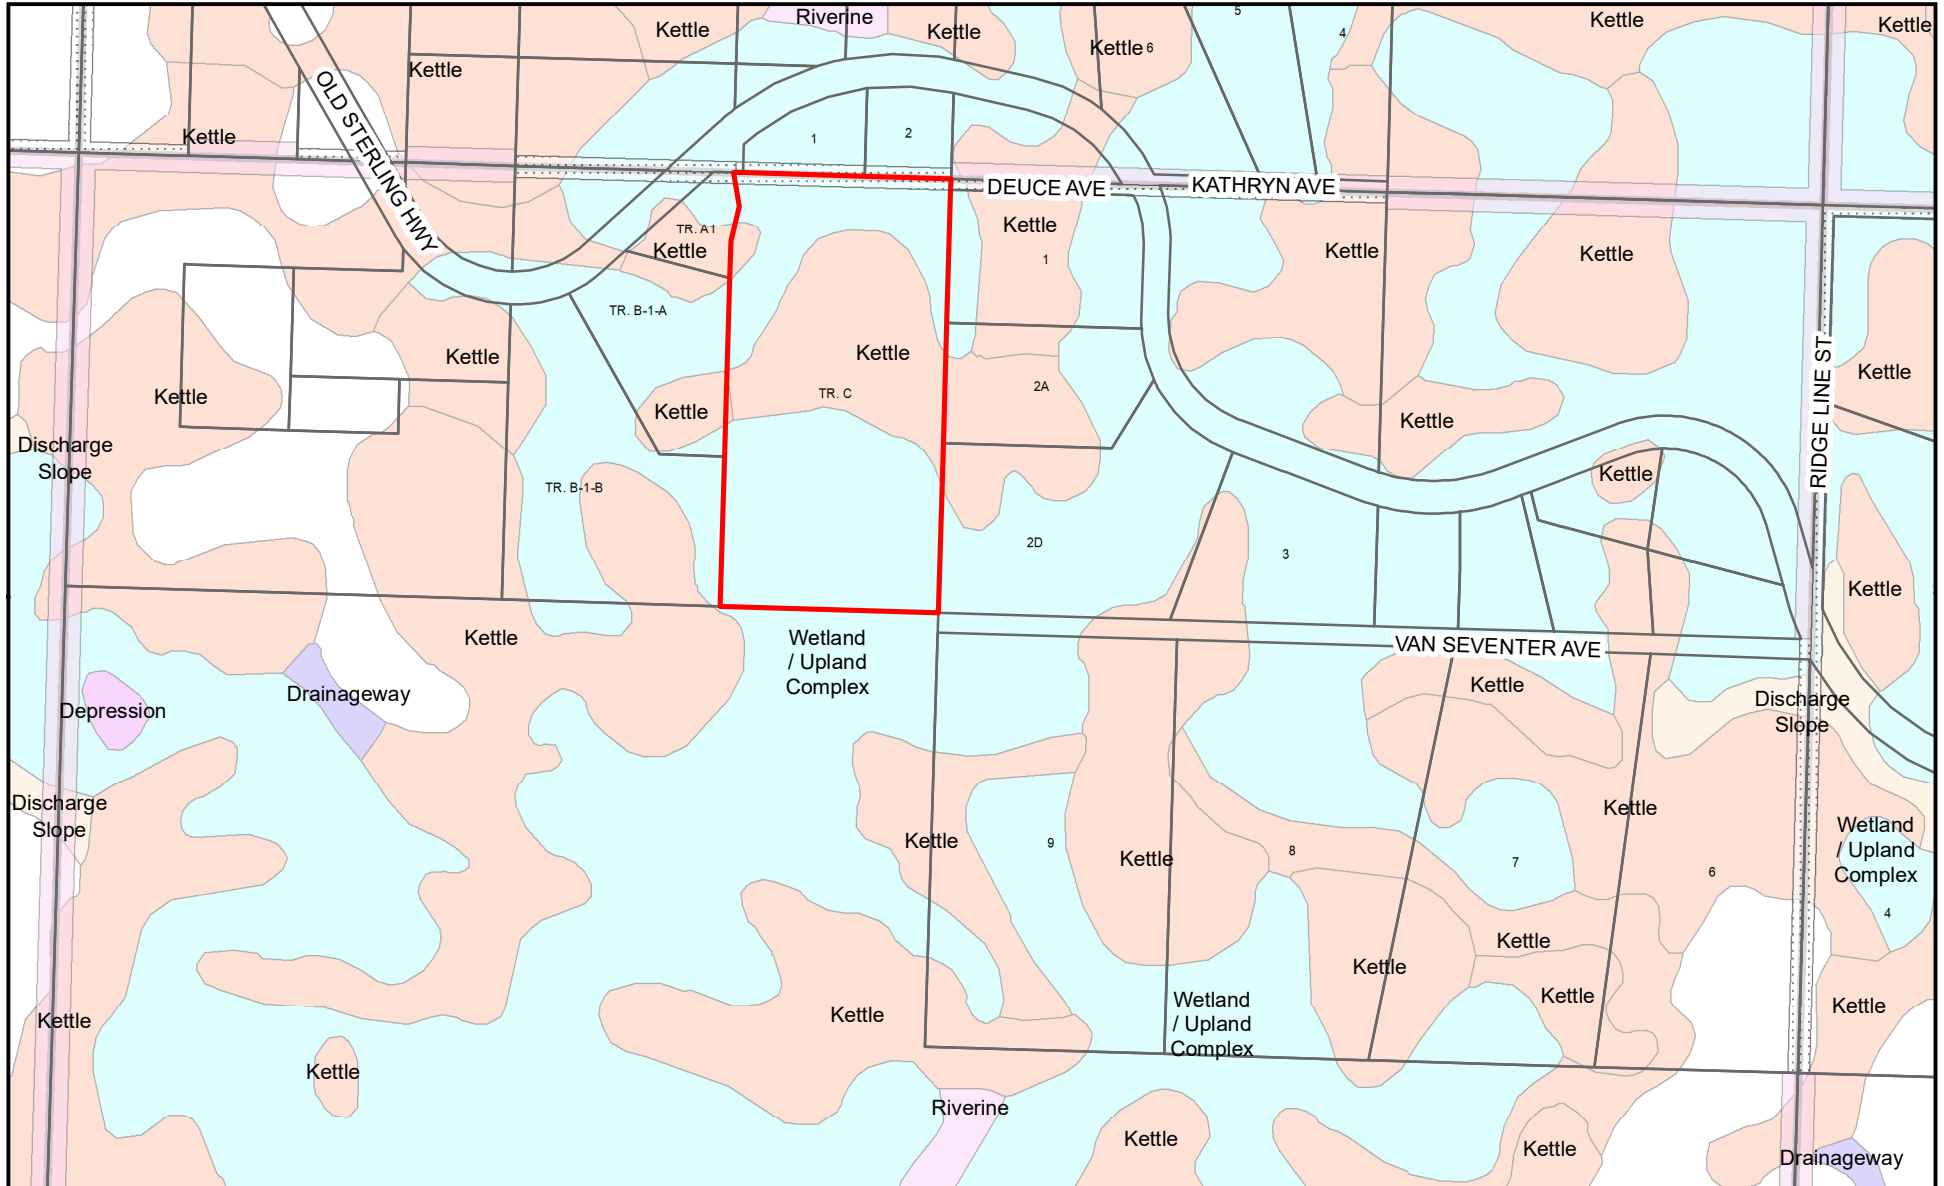 Kettle
Riverine
Kettle
5
4
Kettle
Kettle
Kettle 6
Kettle
OLD STERLING HWY
Kettle
1
2
DEUCE AVE
KATHRYN AVE
TR. A1
Kettle
Kettle
1
Kettle
Kettle
TR. B-1-A
Kettle
Kettle
RIDGE LINE ST
Kettle
Kettle
TR. C
2A
Kettle
Kettle
Kettle
Discharge
Slope
TR. B-1-B
Kettle
2D
3
Kettle
Kettle
Wetland
/ Upland
Complex
VAN SEVENTER AVE
Drainageway
Kettle
Depression
Discharge
Slope
Discharge
Slope
Kettle
Kettle
9
Kettle
8
7
6
Wetland
/ Upland
Complex
4
Kettle
Kettle
Kettle
Kettle
Kettle
Kettle
Wetland
/ Upland
Complex
Kettle
Riverine
Kettle
Kettle
Drainageway